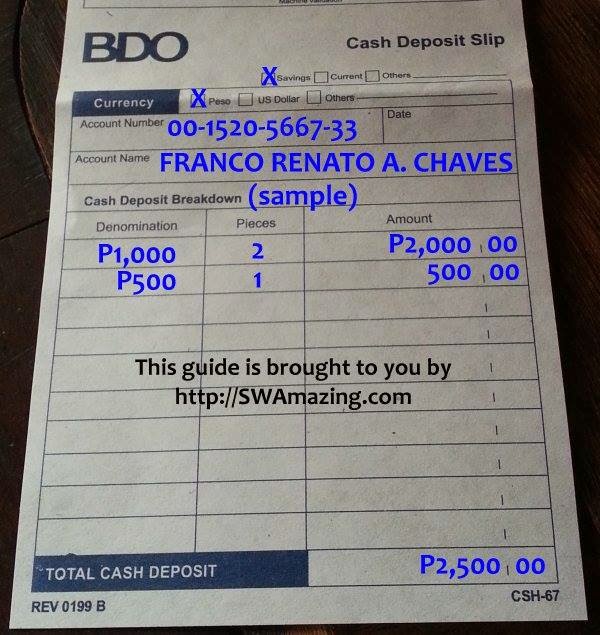 Machine Validation
BDO
Cash Deposit Slip
X Savings Current Others
Currency X Peso US Dollar Others
Account Number 00-1520-5667-33 Date
Account Name FRANCO RENATO A. CHAVES
Cash Deposit Breakdown (sample)
Denomination Pieces Amount
P1,000 2 P2,000 00
P500 1 500 00
This guide is brought to you by
http://SWAmazing.com
TOTAL CASH DEPOSIT P2,500 00
REV 0199 B CSH-67